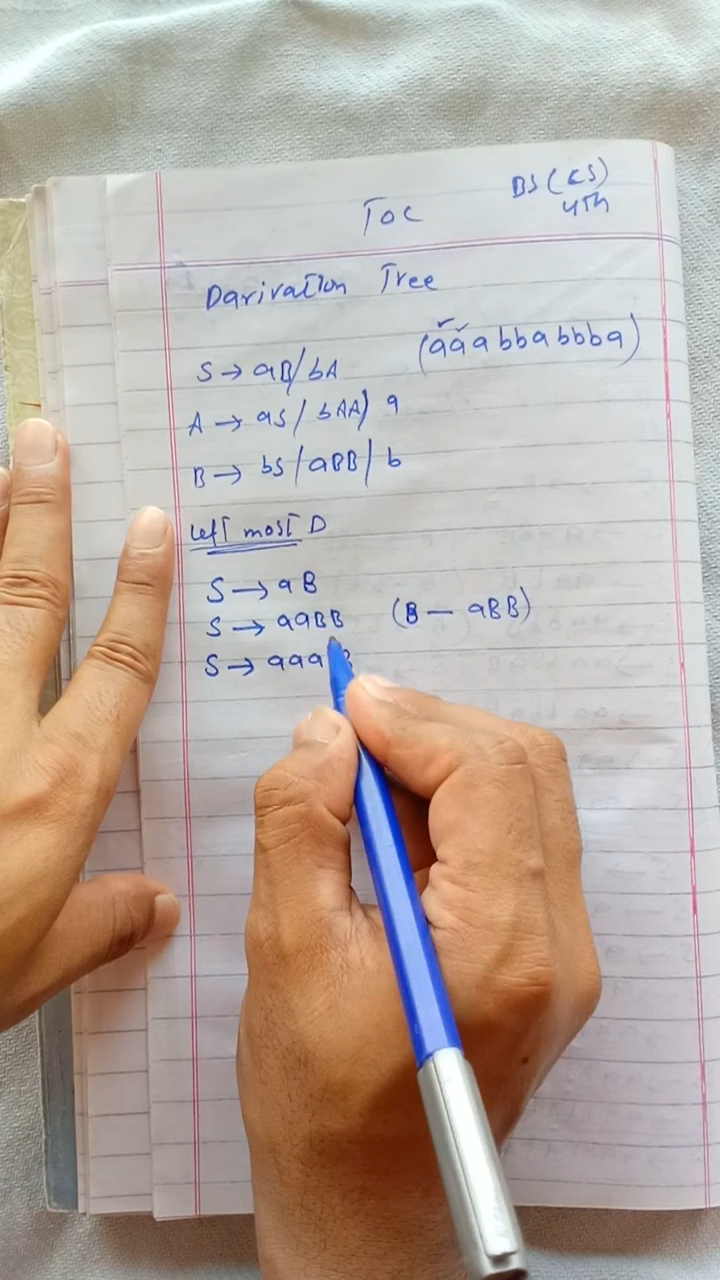 BS(CS)
4Th
Toc
Darivation Tree
(aaabbabbba)
S → aB/bA
A → as/bAA) a
B → bs/aBB/b
Left most D
S → aB
S → aaBB (B — aBB)
S → aaa